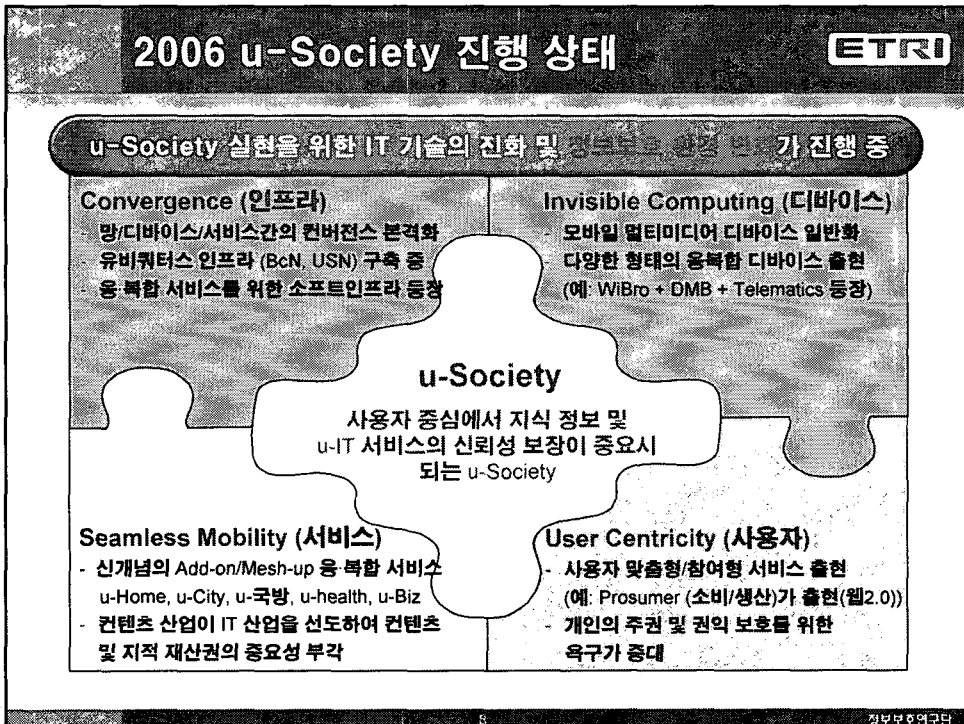 2006 u-Society 진행 상태
ETRI
u-Society 실현을 위한 IT 기술의 진화 및 정보보호 환경 변화가 진행 중
Convergence (인프라)
- 망/디바이스/서비스간의 컨버전스 본격화
- 유비쿼터스 인프라 (BcN, USN) 구축 중
- 융·복합 서비스를 위한 소프트인프라 등장
Invisible Computing (디바이스)
- 모바일 멀티미디어 디바이스 일반화
- 다양한 형태의 융복합 디바이스 출현
(예: WiBro + DMB + Telematics 등장)
u-Society
사용자 중심에서 지식 정보 및
u-IT 서비스의 신뢰성 보장이 중요시
되는 u-Society
Seamless Mobility (서비스)
- 신개념의 Add-on/Mesh-up 융·복합 서비스
u-Home, u-City, u-국방, u-health, u-Biz
- 컨텐츠 산업이 IT 산업을 선도하여 컨텐츠
및 지적 재산권의 중요성 부각
User Centricity (사용자)
- 사용자 맞춤형/참여형 서비스 출현
(예: Prosumer (소비/생산)가 출현(웹2.0))
- 개인의 주권 및 권익 보호를 위한
욕구가 증대
8
정보보호연구단